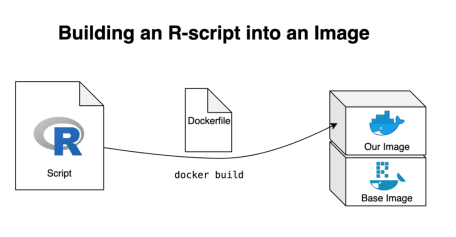 Building an R-script into an Image
Dockerfile
R
Script
docker build
Our Image
R
Base Image